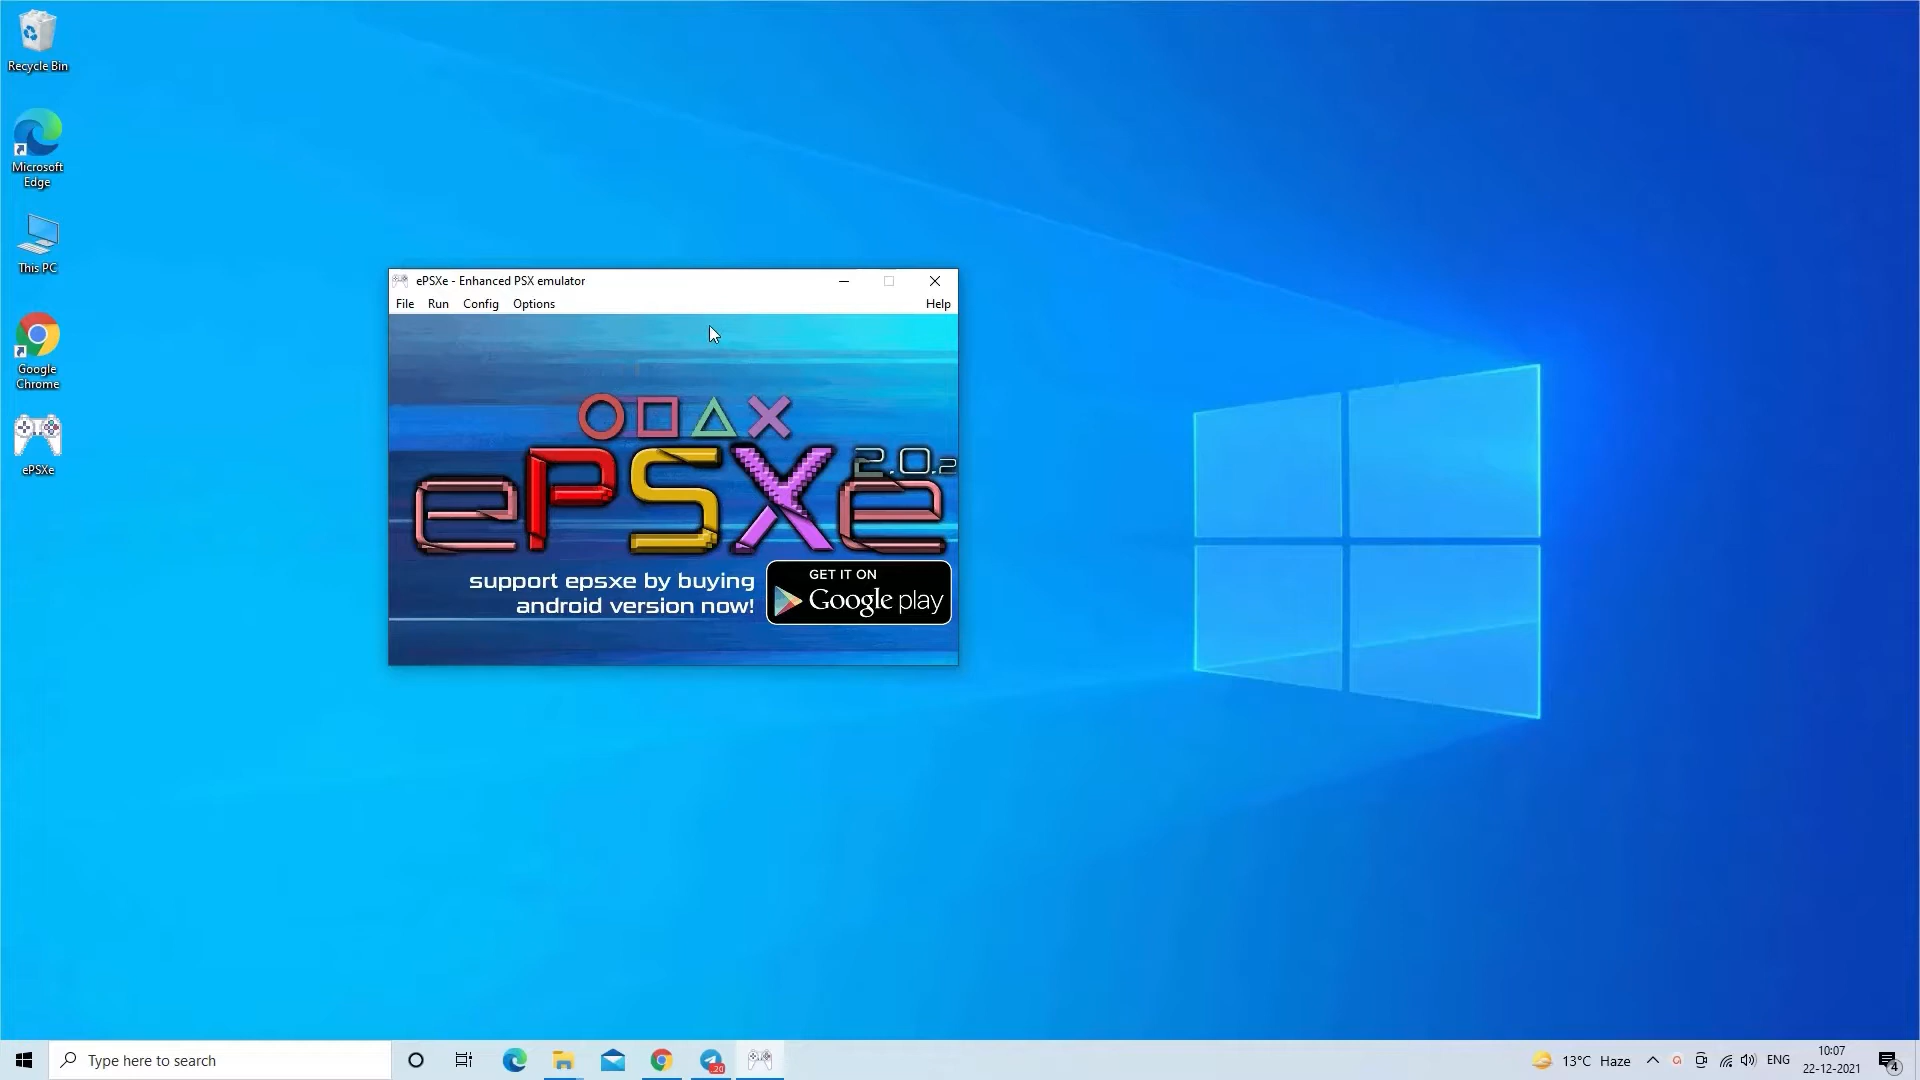 Recycle Bin
Microsoft
Edge
This PC
Google
Chrome
ePSXe
ePSXe - Enhanced PSX emulator
File Run Config Options Help
ePSXe 2.0.2
support epsxe by buying
android version now!
GET IT ON
Google play
Type here to search
20
13°C Haze
ENG
10:07
22-12-2021
4